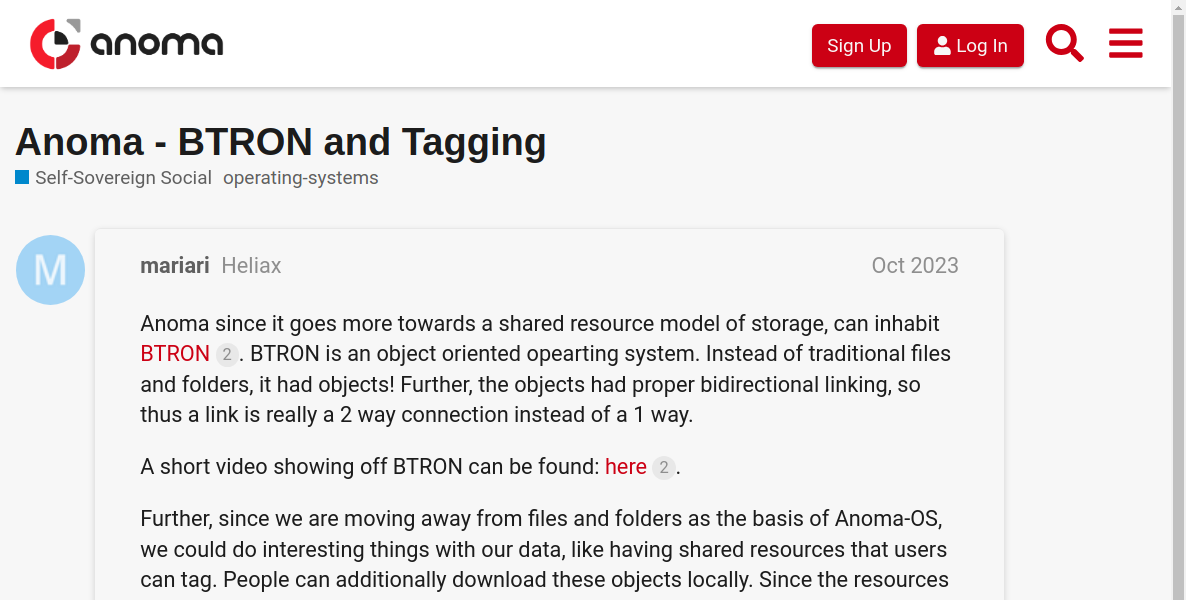 anoma
Sign Up
Log In
Anoma - BTRON and Tagging
Self-Sovereign Social operating-systems
M
mariari Heliax
Oct 2023
Anoma since it goes more towards a shared resource model of storage, can inhabit
BTRON 2 . BTRON is an object oriented opearting system. Instead of traditional files
and folders, it had objects! Further, the objects had proper bidirectional linking, so
thus a link is really a 2 way connection instead of a 1 way.
A short video showing off BTRON can be found: here 2 .
Further, since we are moving away from files and folders as the basis of Anoma-OS,
we could do interesting things with our data, like having shared resources that users
can tag. People can additionally download these objects locally. Since the resources